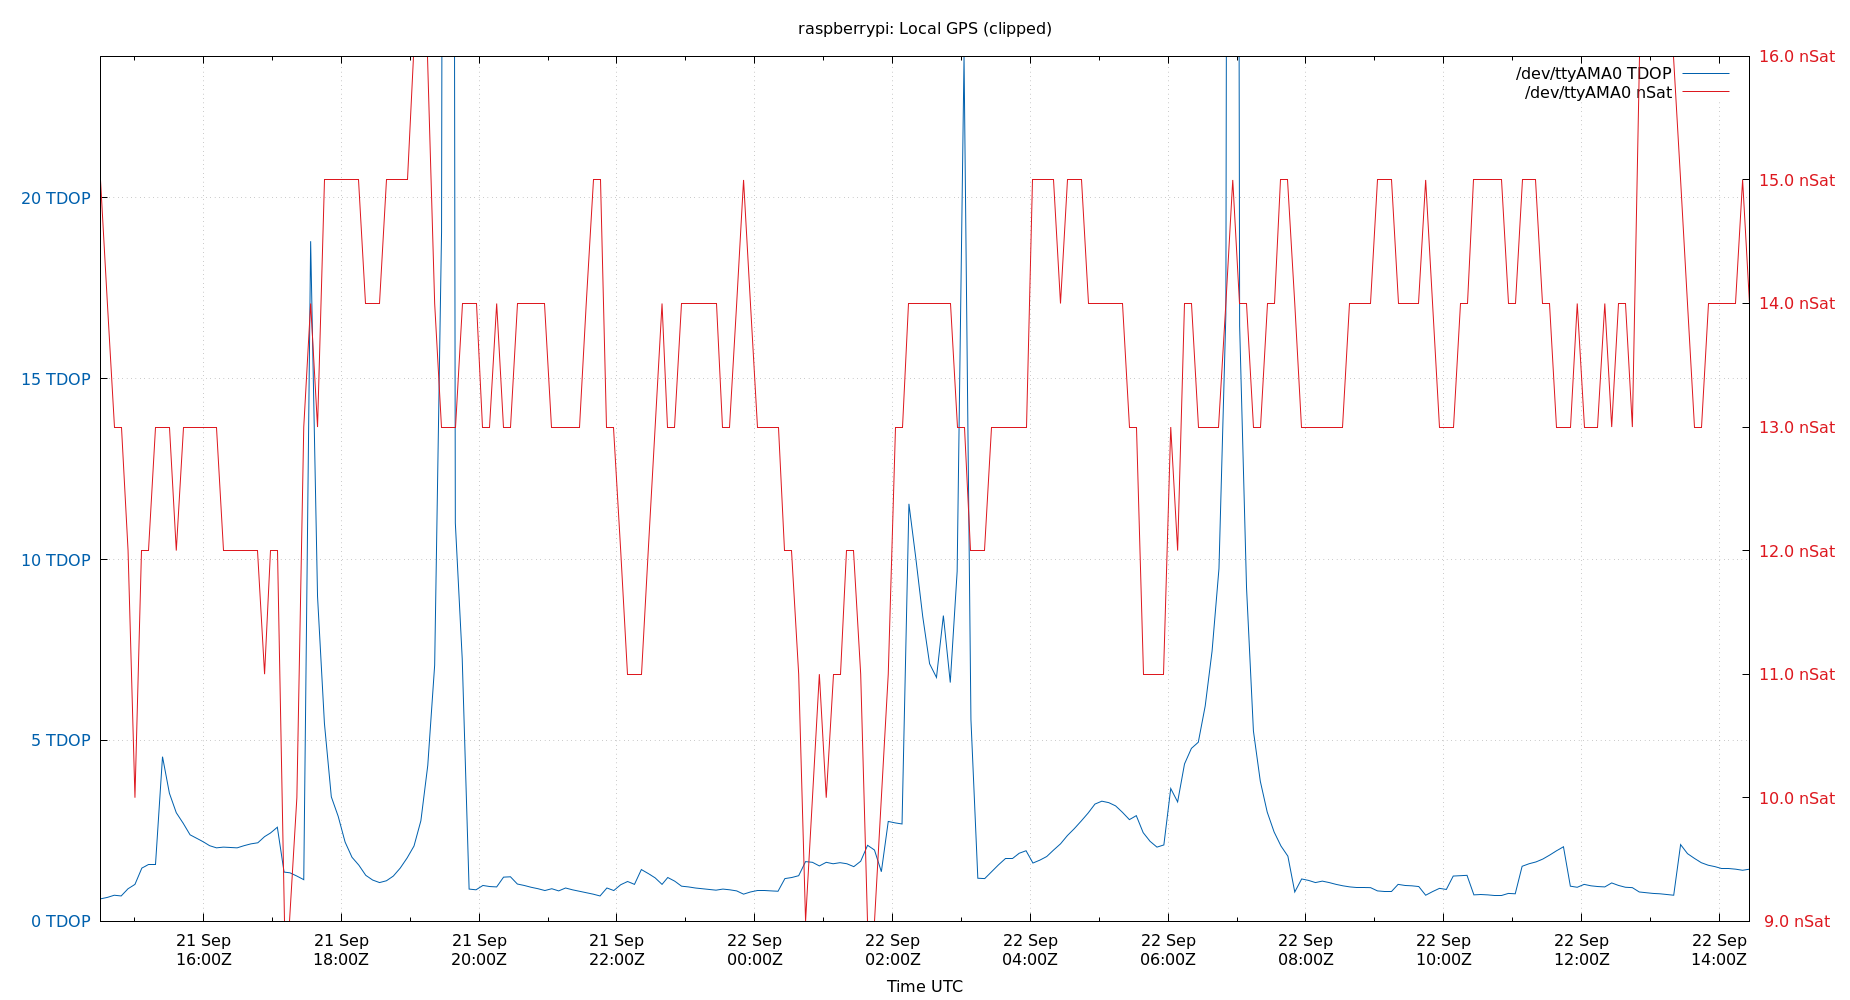 raspberrypi: Local GPS (clipped)
16.0 nSat
/dev/ttyAMA0 TDOP
/dev/ttyAMA0 nSat
15.0 nSat
20 TDOP
14.0 nSat
15 TDOP
13.0 nSat
12.0 nSat
10 TDOP
11.0 nSat
5 TDOP
10.0 nSat
0 TDOP
9.0 nSat
21 Sep 21 Sep 21 Sep 21 Sep 22 Sep 22 Sep 22 Sep 22 Sep 22 Sep 22 Sep 22 Sep 22 Sep
16:00Z 18:00Z 20:00Z 22:00Z 00:00Z 02:00Z 04:00Z 06:00Z 08:00Z 10:00Z 12:00Z 14:00Z
Time UTC